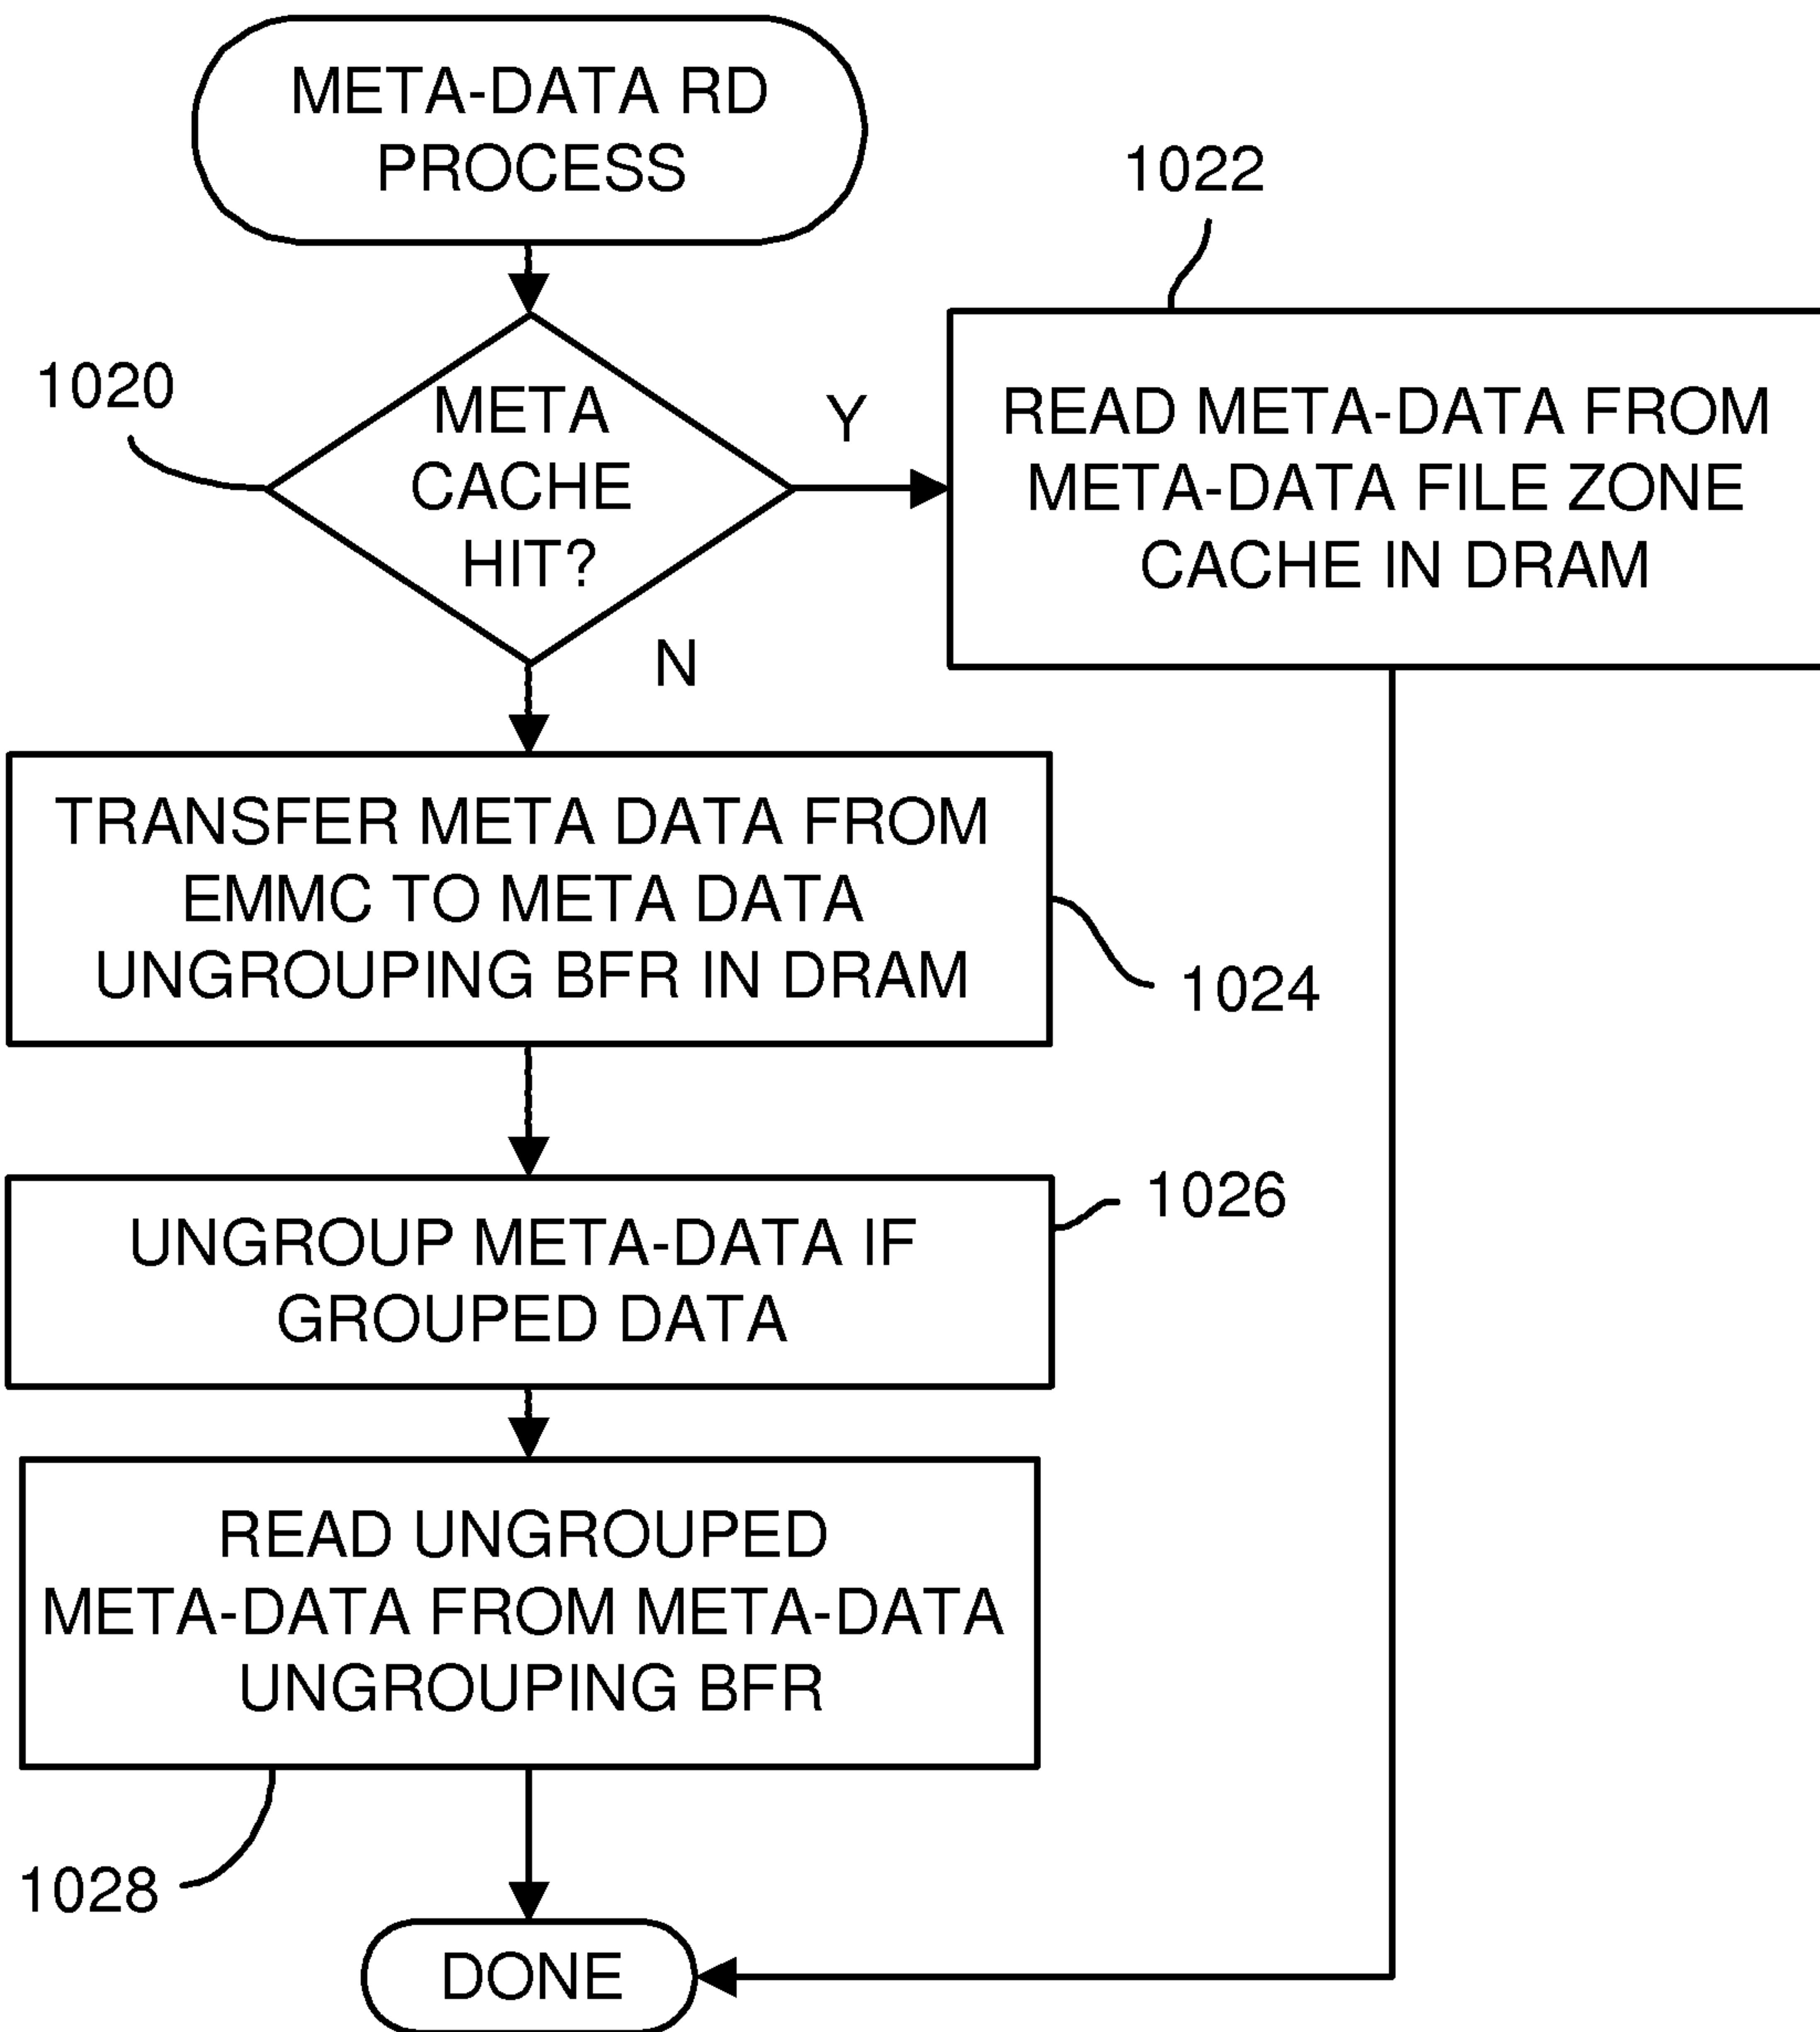 META-DATA RD
PROCESS
1022
1020
META
CACHE
HIT?
Y
READ META-DATA FROM
META-DATA FILE ZONE
CACHE IN DRAM
N
TRANSFER META DATA FROM
EMMC TO META DATA
UNGROUPING BFR IN DRAM
1024
1026
UNGROUP META-DATA IF
GROUPED DATA
READ UNGROUPED
META-DATA FROM META-DATA
UNGROUPING BFR
1028
DONE